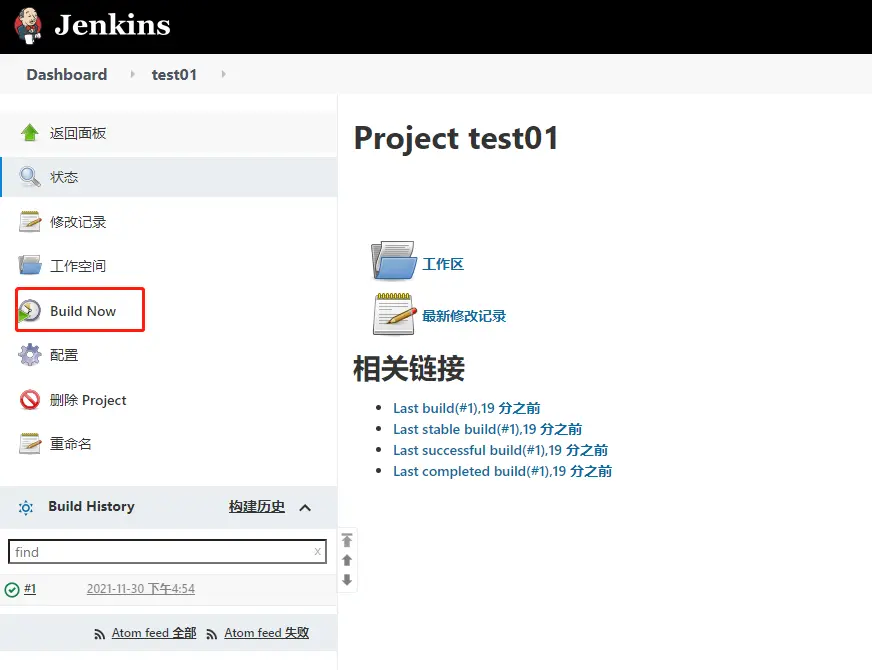 Jenkins
Dashboard test01
返回面板
状态
修改记录
工作空间
Build Now
配置
删除 Project
重命名
Build History 构建历史
find x
#1 2021-11-30 下午4:54
Atom feed 全部 Atom feed 失败
Project test01
工作区
最新修改记录
相关链接
Last build(#1),19 分之前
Last stable build(#1),19 分之前
Last successful build(#1),19 分之前
Last completed build(#1),19 分之前